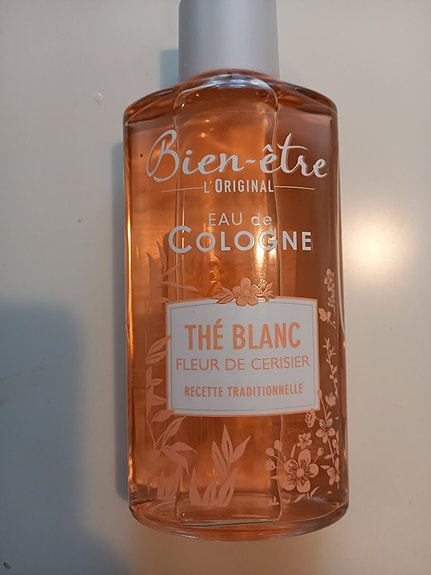 Bien-être
L'ORIGINAL
EAU de
COLOGNE
THÉ BLANC
FLEUR DE CERISIER
RECETTE TRADITIONNELLE